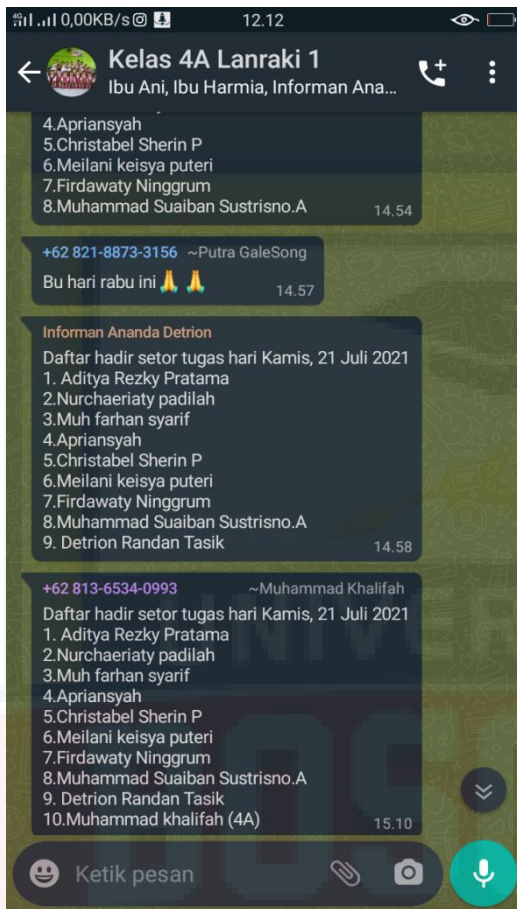 4G 0,00KB/s 12.12
Kelas 4A Lanraki 1
Ibu Ani, Ibu Harmia, Informan Ana...
4.Apriansyah
5.Christabel Sherin P
6.Meilani keisya puteri
7.Firdawaty Ninggrum
8.Muhammad Suaiban Sustrisno.A
14.54
+62 821-8873-3156 ~Putra GaleSong
Bu hari rabu ini 🙏 🙏
14.57
Informan Ananda Detrion
Daftar hadir setor tugas hari Kamis, 21 Juli 2021
1. Aditya Rezky Pratama
2.Nurchaeriaty padilah
3.Muh farhan syarif
4.Apriansyah
5.Christabel Sherin P
6.Meilani keisya puteri
7.Firdawaty Ninggrum
8.Muhammad Suaiban Sustrisno.A
9. Detrion Randan Tasik
14.58
+62 813-6534-0993 ~Muhammad Khalifah
Daftar hadir setor tugas hari Kamis, 21 Juli 2021
1. Aditya Rezky Pratama
2.Nurchaeriaty padilah
3.Muh farhan syarif
4.Apriansyah
5.Christabel Sherin P
6.Meilani keisya puteri
7.Firdawaty Ninggrum
8.Muhammad Suaiban Sustrisno.A
9. Detrion Randan Tasik
10.Muhammad khalifah (4A)
15.10
Ketik pesan